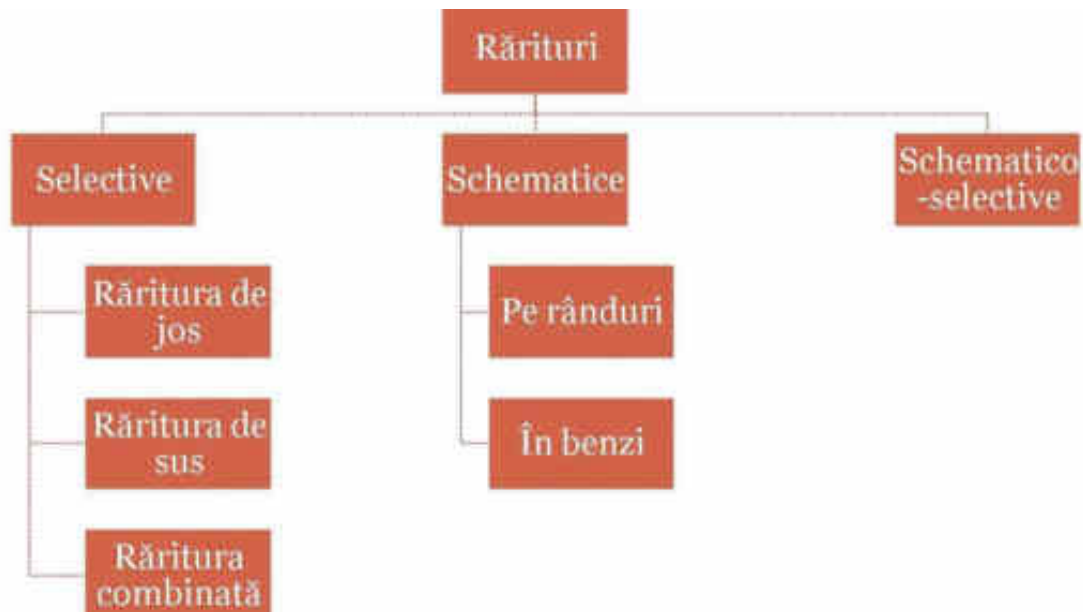 Rărituri
Selective
Schematice
Schematico
-selective
Răritura de
jos
Pe rânduri
Răritura de
sus
În benzi
Răritura
combinată